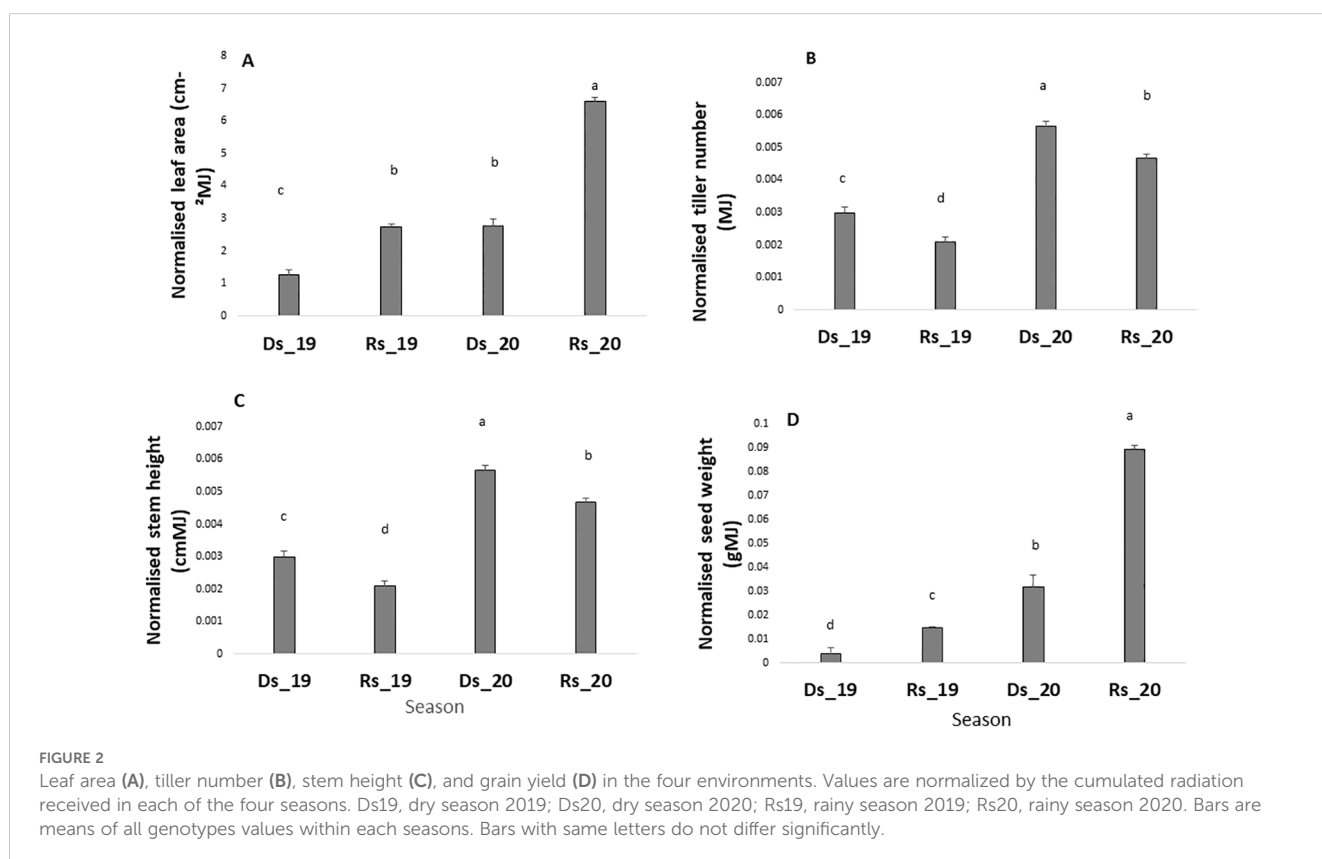 A
Normalised leaf area (cm-
²MJ)
8
7
6
5
4
3
2
1
0
c
b
b
a
Ds_19 Rs_19 Ds_20 Rs_20
B
Normalised tiller number
(MJ)
0.007
0.006
0.005
0.004
0.003
0.002
0.001
0
c
d
a
b
Ds_19 Rs_19 Ds_20 Rs_20
C
Normalised stem height
(cmMJ)
0.007
0.006
0.005
0.004
0.003
0.002
0.001
0
c
d
a
b
Ds_19 Rs_19 Ds_20 Rs_20
Season
D
Normalised seed weight
(gMJ)
0.1
0.09
0.08
0.07
0.06
0.05
0.04
0.03
0.02
0.01
0
d
c
b
a
Ds_19 Rs_19 Ds_20 Rs_20
Season
FIGURE 2
Leaf area (A), tiller number (B), stem height (C), and grain yield (D) in the four environments. Values are normalized by the cumulated radiation
received in each of the four seasons. Ds19, dry season 2019; Ds20, dry season 2020; Rs19, rainy season 2019; Rs20, rainy season 2020. Bars are
means of all genotypes values within each seasons. Bars with same letters do not differ significantly.